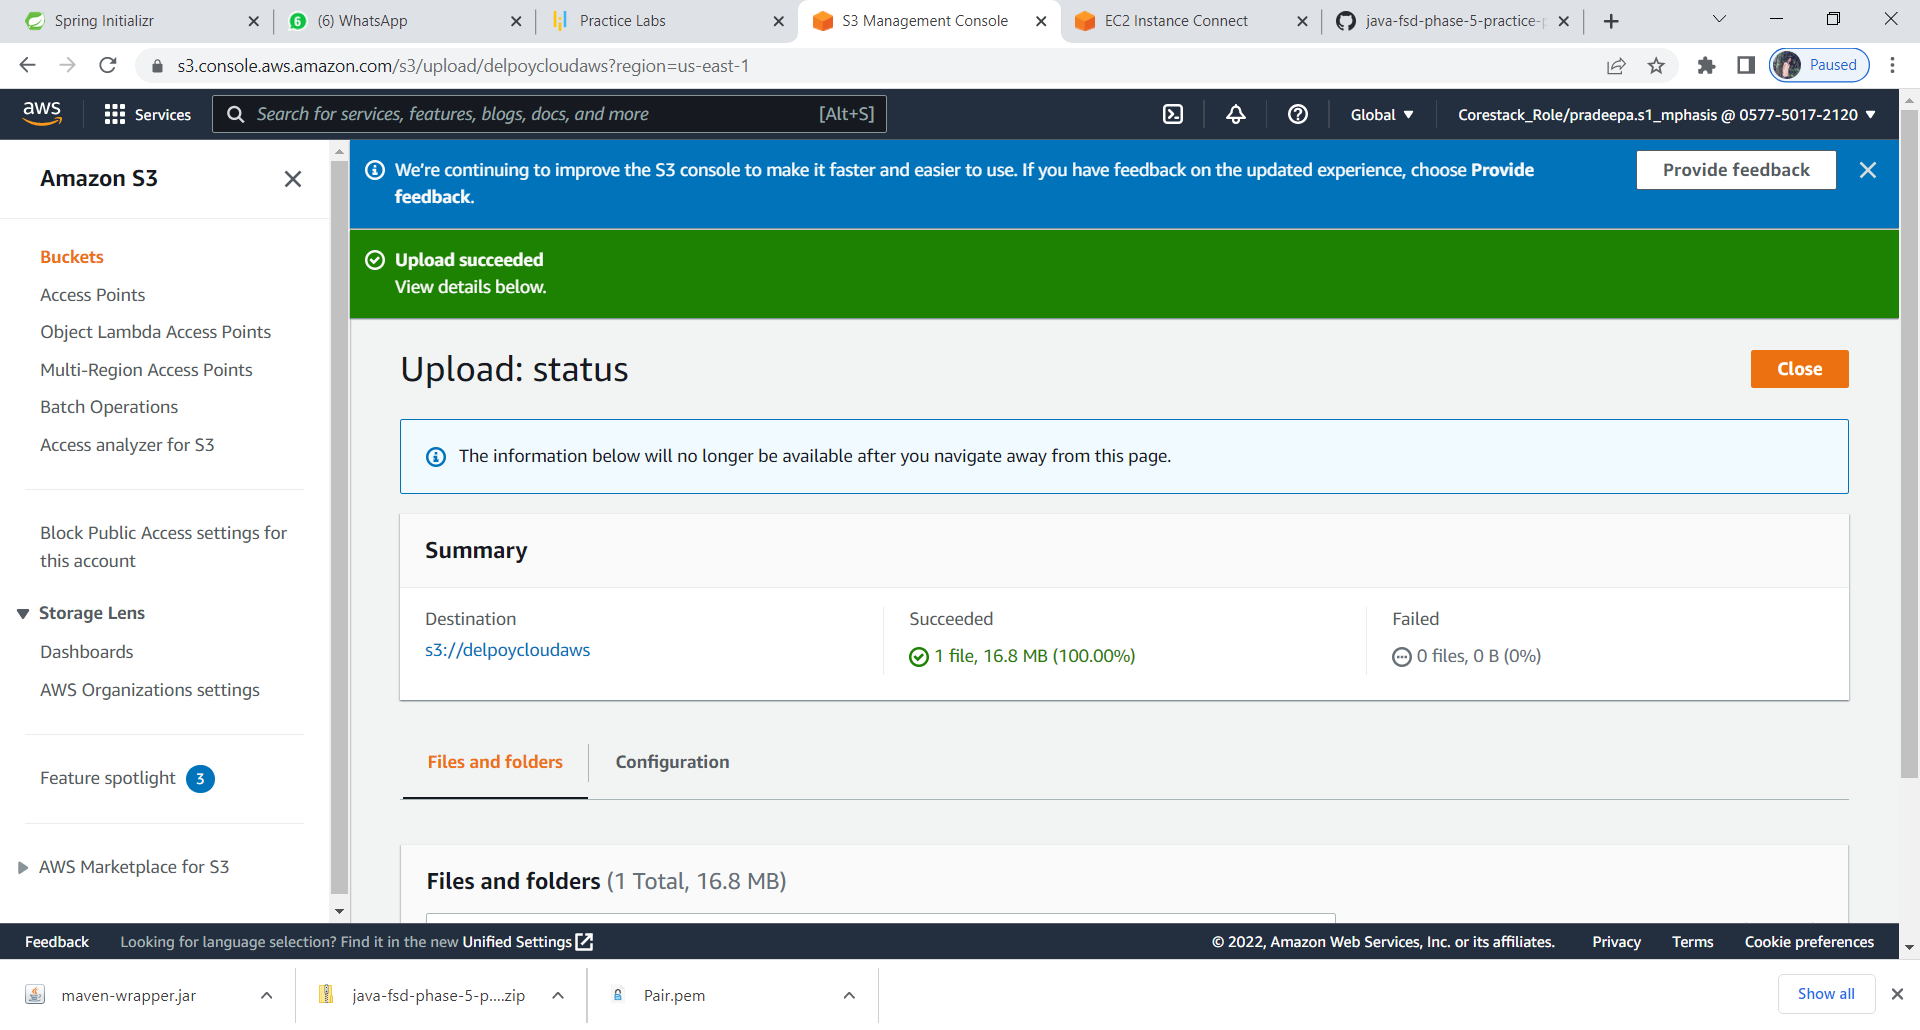 Spring Initializr
6
(6) WhatsApp
Practice Labs
S3 Management Console
EC2 Instance Connect
java-fsd-phase-5-practice-p
s3.console.aws.amazon.com/s3/upload/delpoycloudaws?region=us-east-1
Paused
aws
Services
Search for services, features, blogs, docs, and more
[Alt+S]
Global
Corestack_Role/pradeepa.s1_mphasis @ 0577-5017-2120
Amazon S3
Buckets
Access Points
Object Lambda Access Points
Multi-Region Access Points
Batch Operations
Access analyzer for S3
Block Public Access settings for
this account
Storage Lens
Dashboards
AWS Organizations settings
Feature spotlight 3
AWS Marketplace for S3
We're continuing to improve the S3 console to make it faster and easier to use. If you have feedback on the updated experience, choose Provide
feedback.
Provide feedback
Upload succeeded
View details below.
Upload: status
Close
The information below will no longer be available after you navigate away from this page.
Summary
Destination
s3://delpoycloudaws
Succeeded
1 file, 16.8 MB (100.00%)
Failed
0 files, 0 B (0%)
Files and folders
Configuration
Files and folders (1 Total, 16.8 MB)
Feedback
Looking for language selection? Find it in the new Unified Settings
© 2022, Amazon Web Services, Inc. or its affiliates.
Privacy
Terms
Cookie preferences
maven-wrapper.jar
java-fsd-phase-5-p....zip
Pair.pem
Show all